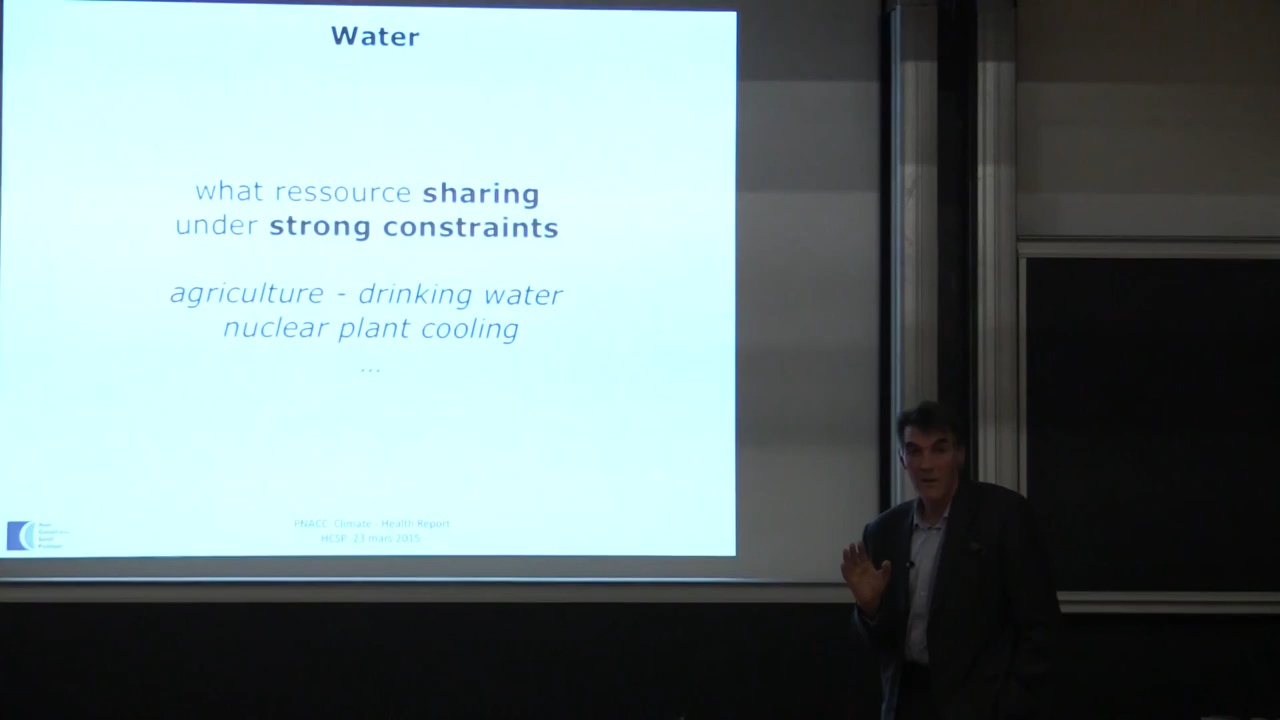 Water
what ressource sharing
under strong constraints
agriculture - drinking water
nuclear plant cooling
...
PNACC Climate - Health Report
HCSP 23 mars 2015